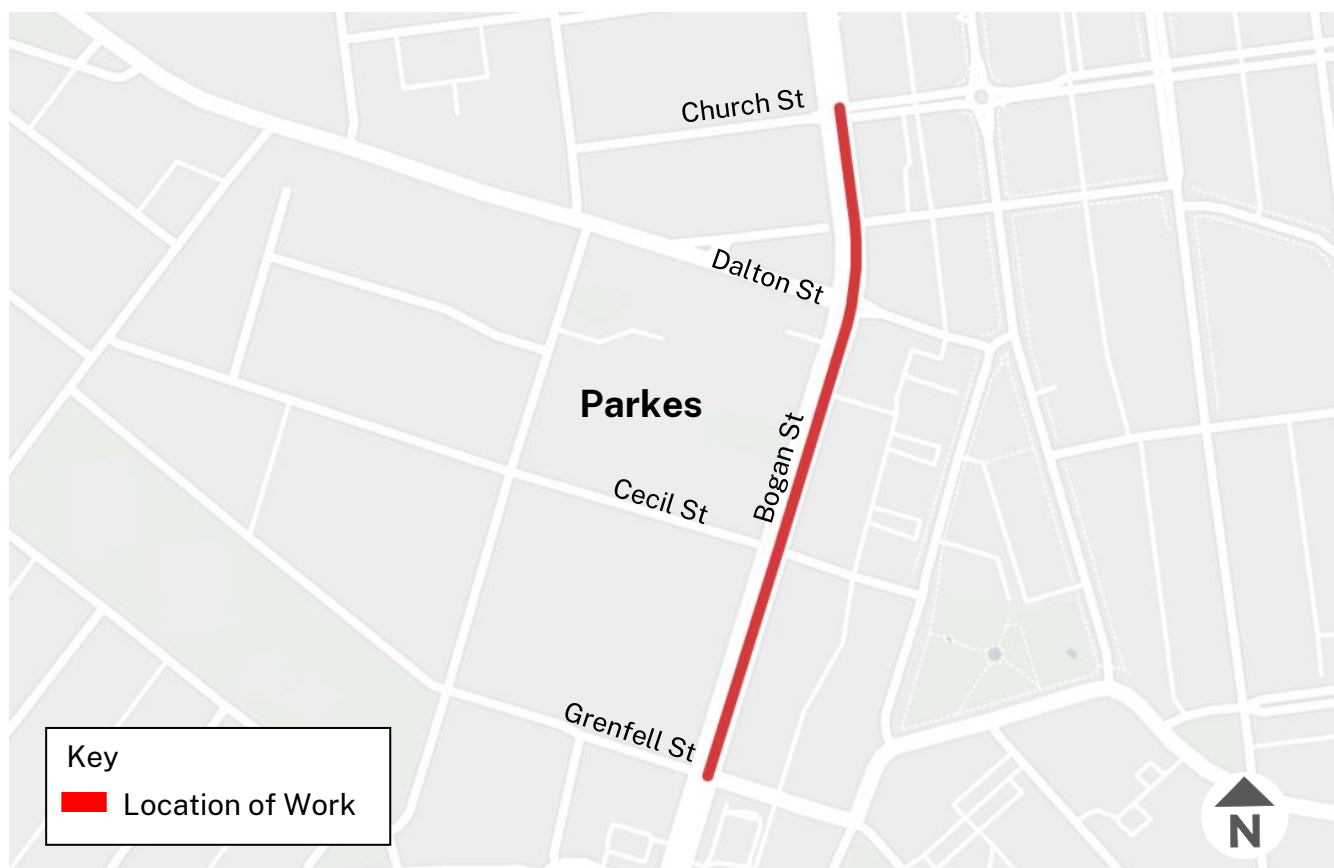 Church St
Dalton St
Parkes
Bogan St
Cecil St
Grenfell St
Key
Location of Work
N